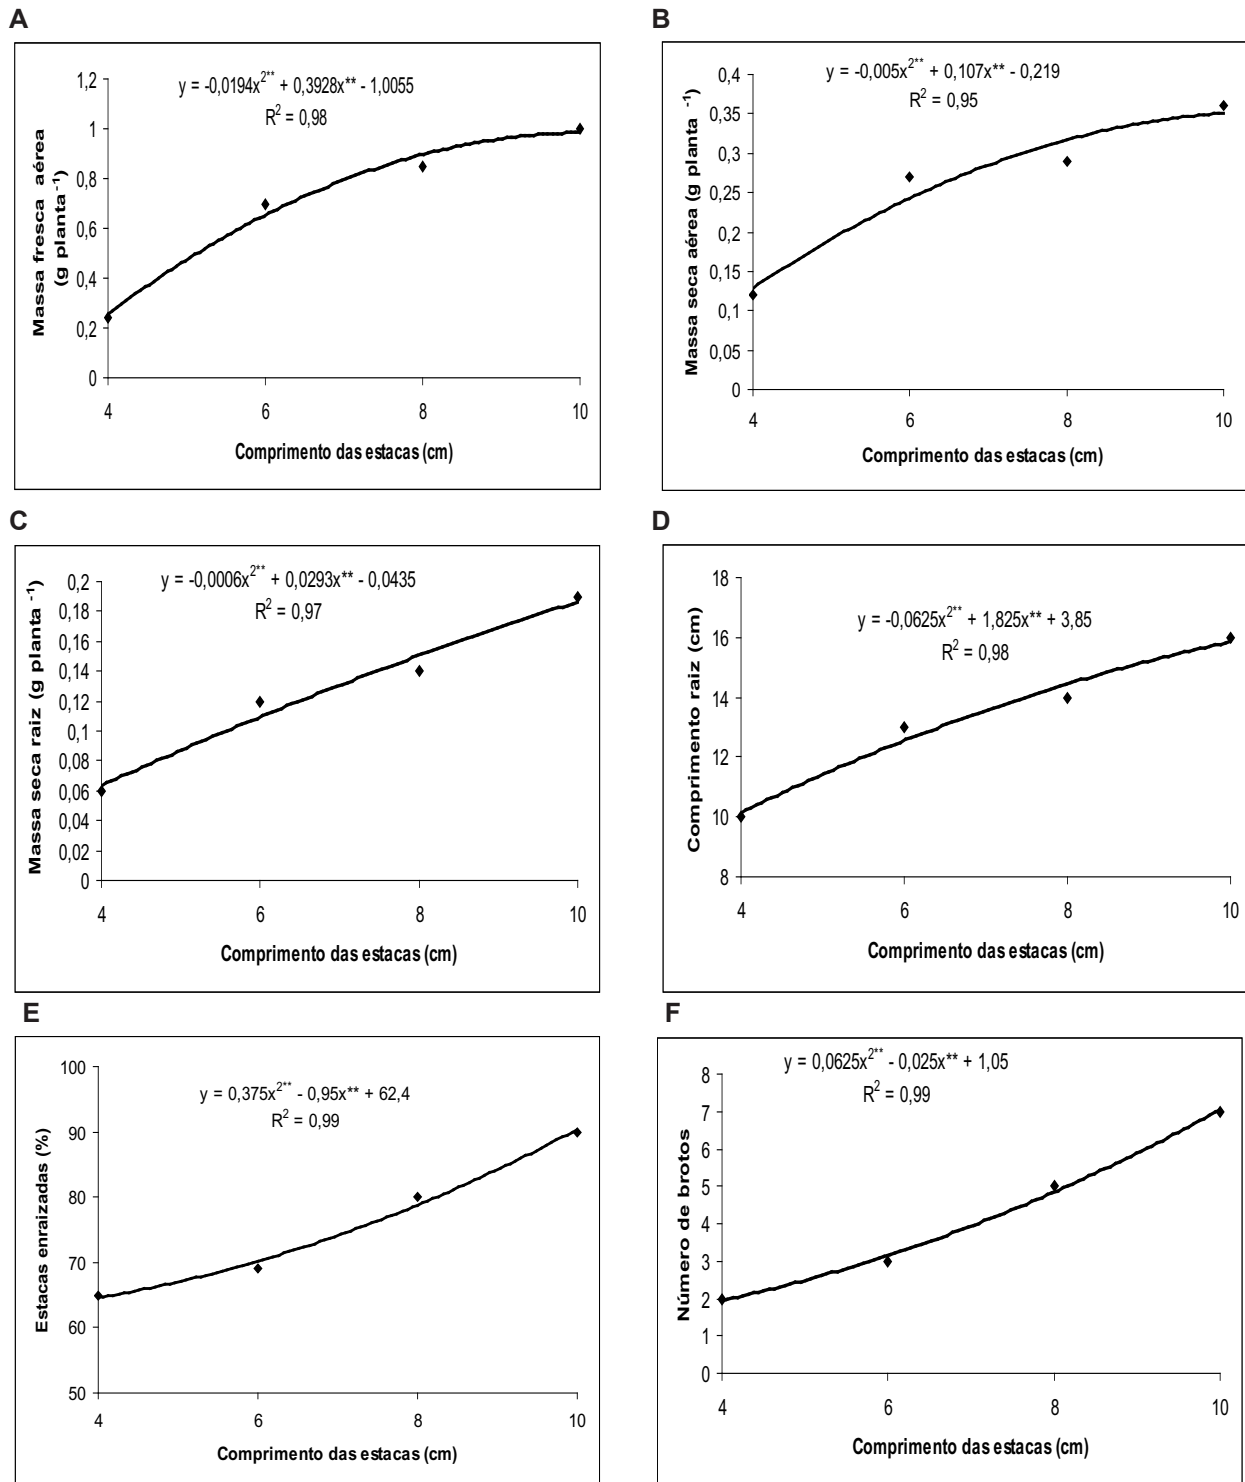 A
y = -0,0194x²** + 0,3928x** - 1,0055
R² = 0,98
1,2
1
0,8
0,6
0,4
0,2
0
4 6 8 10
Massa fresca aérea
(g planta⁻¹)
Comprimento das estacas (cm)
B
y = -0,005x²** + 0,107x** - 0,219
R² = 0,95
0,4
0,35
0,3
0,25
0,2
0,15
0,1
0,05
0
4 6 8 10
Massa seca aérea (g planta ⁻¹)
Comprimento das estacas (cm)
C
y = -0,0006x²** + 0,0293x** - 0,0435
R² = 0,97
0,2
0,18
0,16
0,14
0,12
0,1
0,08
0,06
0,04
0,02
0
4 6 8 10
Massa seca raiz (g planta ⁻¹)
Comprimento das estacas (cm)
D
y = -0,0625x²** + 1,825x** + 3,85
R² = 0,98
18
16
14
12
10
8
4 6 8 10
Comprimento raiz (cm)
Comprimento das estacas (cm)
E
y = 0,375x²** - 0,95x** + 62,4
R² = 0,99
100
90
80
70
60
50
4 6 8 10
Estacas enraizadas (%)
Comprimento das estacas (cm)
F
y = 0,0625x²** - 0,025x** + 1,05
R² = 0,99
8
7
6
5
4
3
2
1
0
4 6 8 10
Número de brotos
Comprimento das estacas (cm)